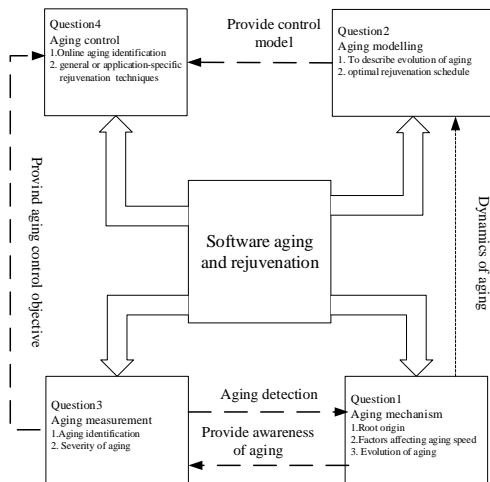 Question4
Aging control
1.Online aging identification
2. general or application-specific
rejuvenation techniques
Provide control
model
Question2
Aging modelling
1. To describe evolution of aging
2. optimal rejuvenation schedule
Provind aging control objective
Software aging
and rejuvenation
Dynamics of aging
Question3
Aging measurement
1.Aging identification
2. Severity of aging
Aging detection
Provide awareness
of aging
Question1
Aging mechanism
1.Root origin
2.Factors affecting aging speed
3. Evolution of aging